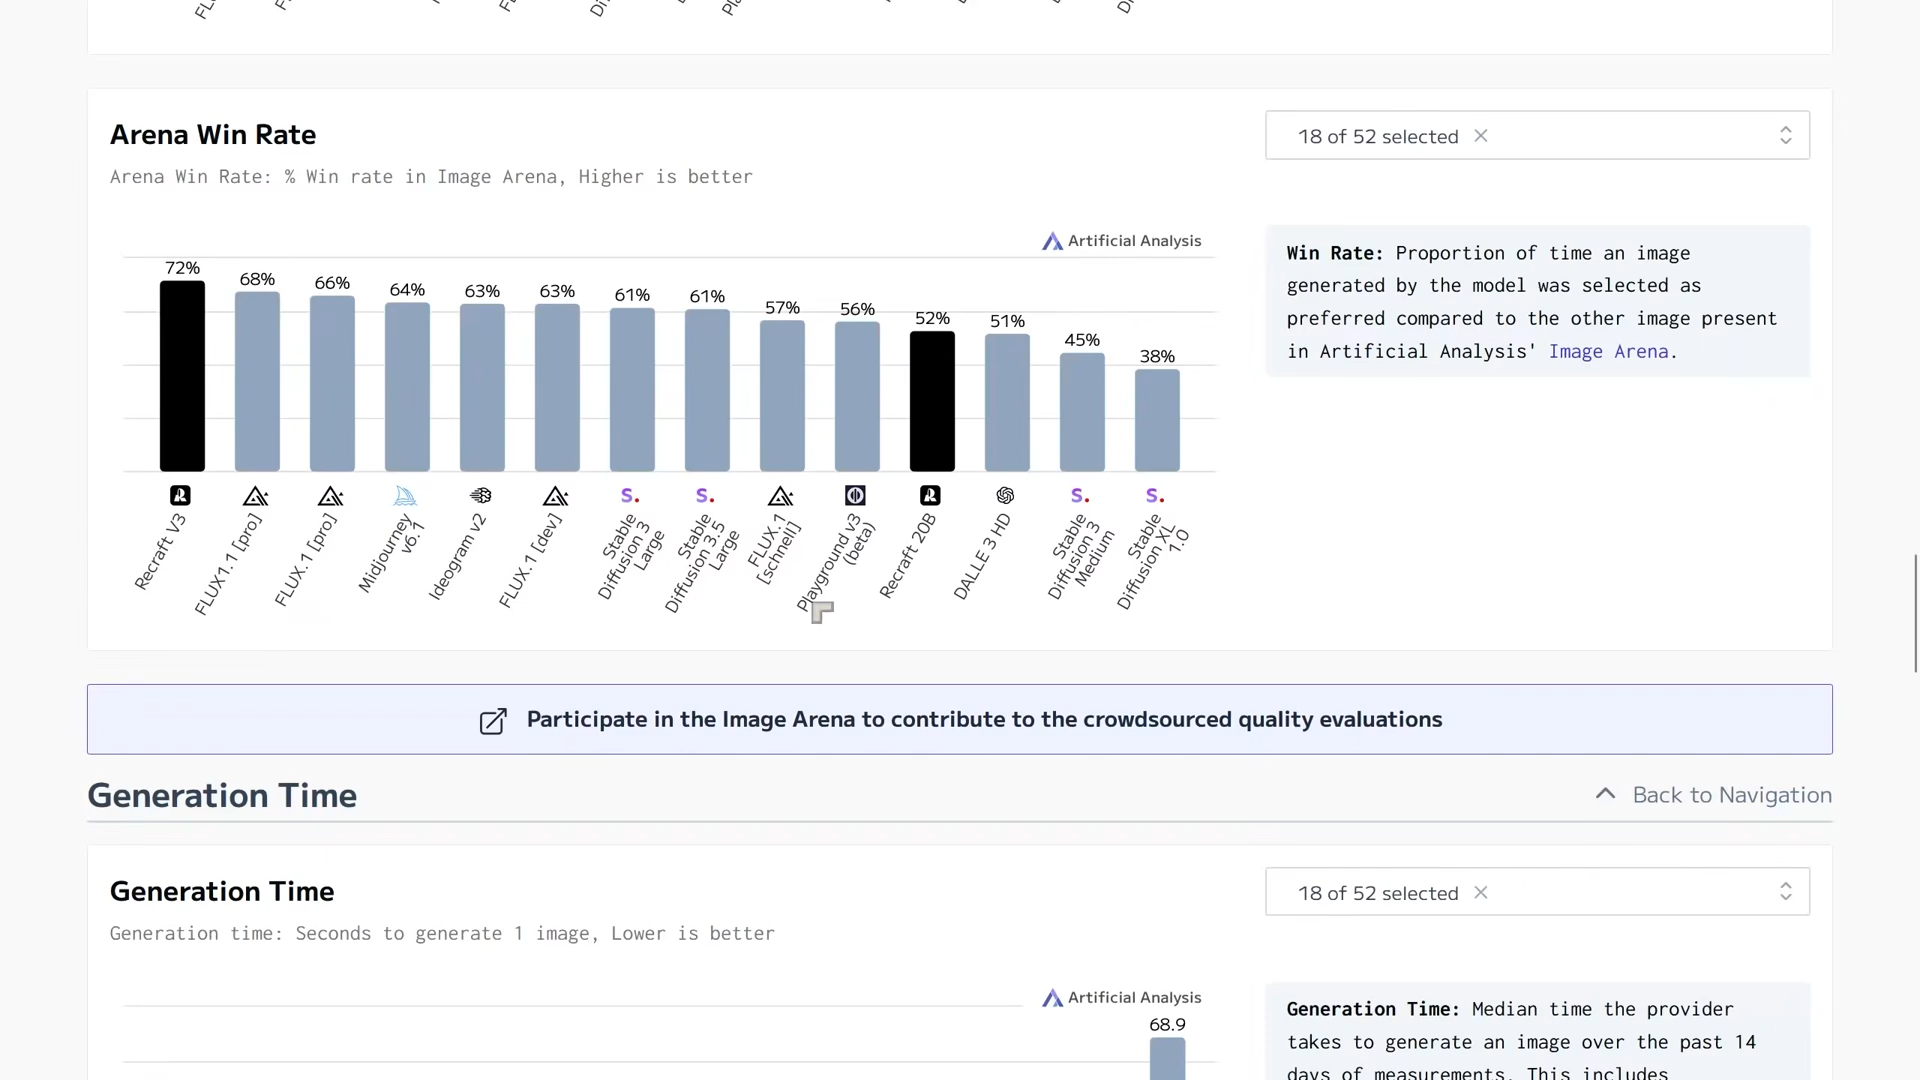 Arena Win Rate
18 of 52 selected
Arena Win Rate: % Win rate in Image Arena, Higher is better
Artificial Analysis
Win Rate: Proportion of time an image
generated by the model was selected as
preferred compared to the other image present
in Artificial Analysis' Image Arena.
72%
68%
66%
64%
63%
63%
61%
61%
57%
56%
52%
51%
45%
38%
Recraft V3
FLUX1.1 [pro]
FLUX.1 [pro]
Midjourney
v6.1
Ideogram v2
FLUX.1 [dev]
Stable
Diffusion 3
Large
Stable
Diffusion 3.5
Large
FLUX.1
[schnell]
Playground v3
(beta)
Recraft 20B
DALLE 3 HD
Stable
Diffusion 3
Medium
Stable
Diffusion XL
1.0
Participate in the Image Arena to contribute to the crowdsourced quality evaluations
Generation Time
Back to Navigation
Generation Time
18 of 52 selected
Generation time: Seconds to generate 1 image, Lower is better
Artificial Analysis
68.9
Generation Time: Median time the provider
takes to generate an image over the past 14
days of measurements. This includes